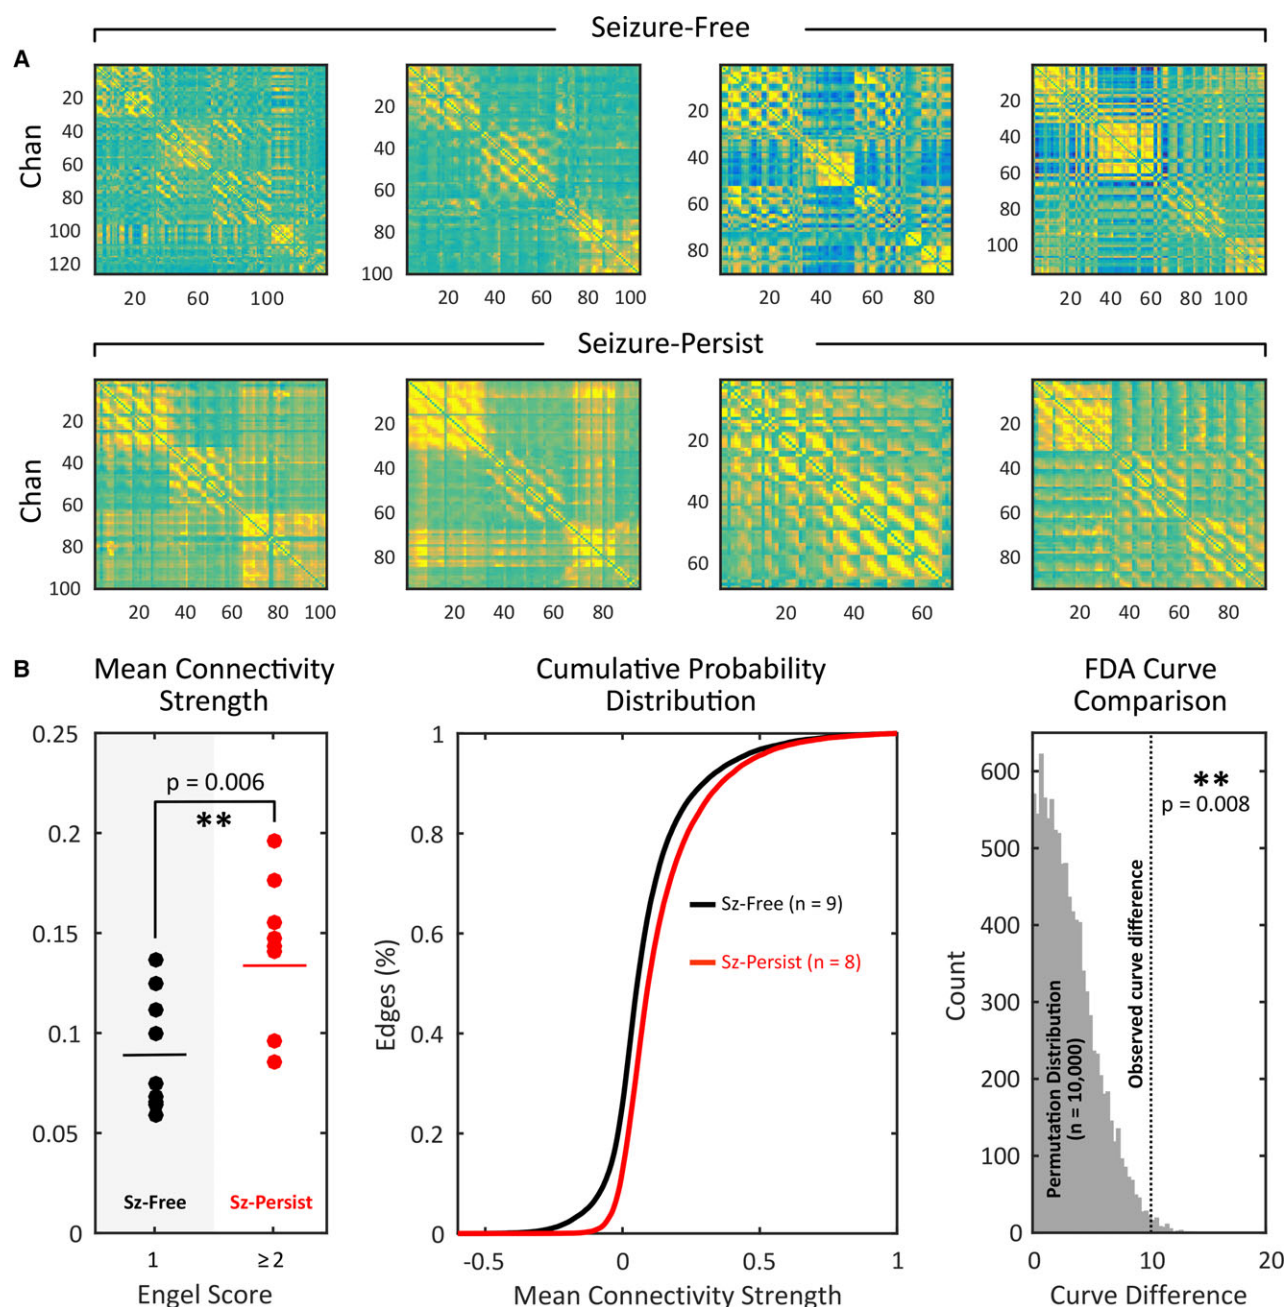 Seizure-Free
A
Chan
20
40
60
80
100
120
20 60 100
20
40
60
80
100
20 40 60 80 100
20
40
60
80
20 40 60 80
20
40
60
80
100
20 40 60 80 100
Seizure-Persist
Chan
20
40
60
80
100
20 40 60 80 100
20
40
60
80
20 40 60 80
20
40
60
20 40 60
20
40
60
80
20 40 60 80
B
Mean Connectivity
Strength
0.25
0.2
0.15
0.1
0.05
0
p = 0.006
**
Sz-Free
Sz-Persist
1 ≥2
Engel Score
Cumulative Probability
Distribution
Edges (%)
1
0.8
0.6
0.4
0.2
0
Sz-Free (n = 9)
Sz-Persist (n = 8)
-0.5 0 0.5 1
Mean Connectivity Strength
FDA Curve
Comparison
Count
600
500
400
300
200
100
0
**
p = 0.008
Observed curve difference
Permutation Distribution
(n = 10,000)
0 10 20
Curve Difference